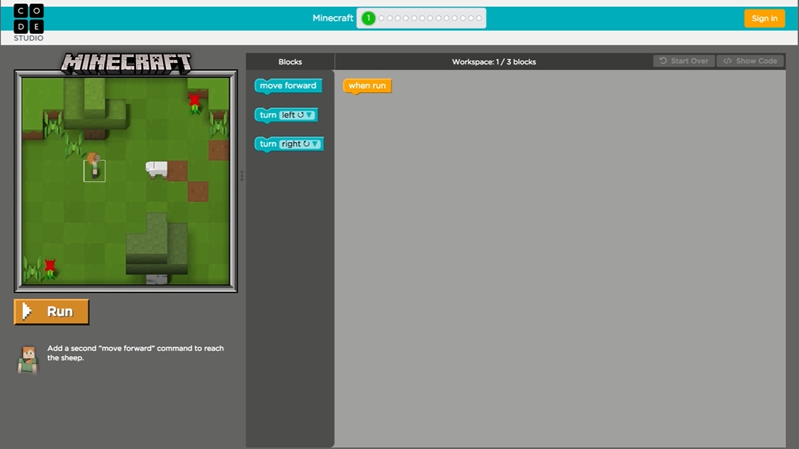 C O
D E
STUDIO
Minecraft 1
Sign in
MINECRAFT
Blocks
Workspace: 1 / 3 blocks
Start Over
</> Show Code
move forward
when run
turn left ↻ ▼
turn right ↻ ▼
Run
Add a second "move forward" command to reach
the sheep.